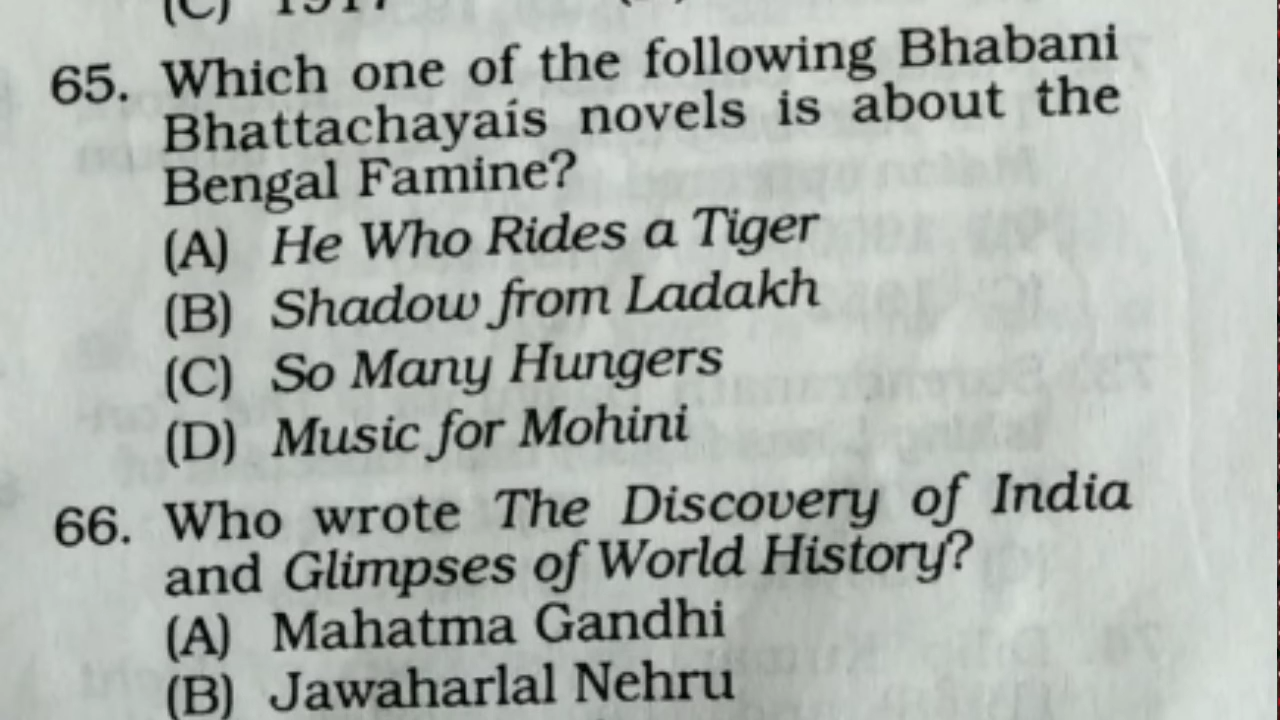 65. Which one of the following Bhabani
Bhattachayaís novels is about the
Bengal Famine?
(A) He Who Rides a Tiger
(B) Shadow from Ladakh
(C) So Many Hungers
(D) Music for Mohini
66. Who wrote The Discovery of India
and Glimpses of World History?
(A) Mahatma Gandhi
(B) Jawaharlal Nehru